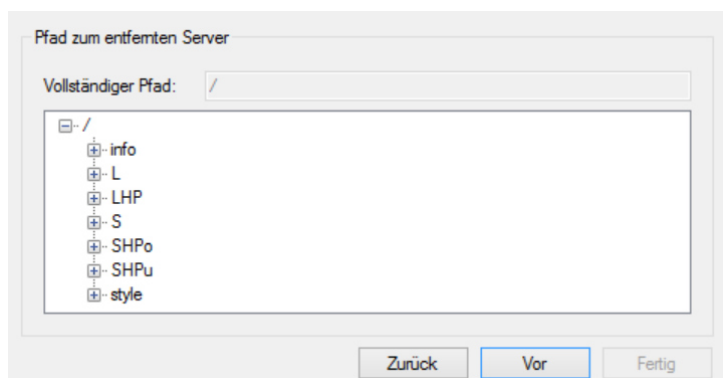 Pfad zum entfernten Server
Vollständiger Pfad: /
/
info
L
LHP
S
SHPo
SHPu
style
Zurück Vor Fertig